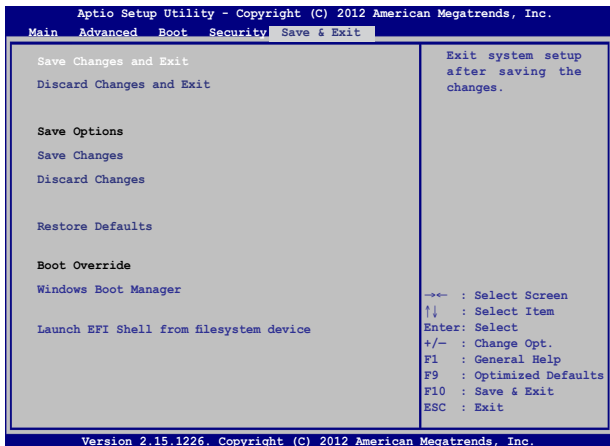 Aptio Setup Utility - Copyright (C) 2012 American Megatrends, Inc.
Main Advanced Boot Security Save & Exit
Save Changes and Exit
Discard Changes and Exit
Save Options
Save Changes
Discard Changes
Restore Defaults
Boot Override
Windows Boot Manager
Launch EFI Shell from filesystem device
Exit system setup
after saving the
changes.
→← : Select Screen
↑↓ : Select Item
Enter: Select
+/— : Change Opt.
F1 : General Help
F9 : Optimized Defaults
F10 : Save & Exit
ESC : Exit
Version 2.15.1226. Copyright (C) 2012 American Megatrends, Inc.